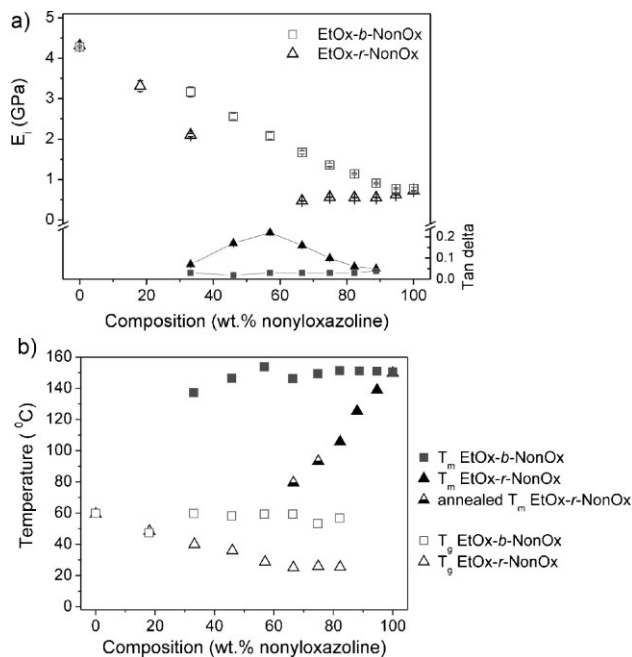 a)
EtOx-b-NonOx
EtOx-r-NonOx
5
4
3
2
1
0
E_i (GPa)
0.2
0.1
0.0
Tan delta
0 20 40 60 80 100
Composition (wt.% nonyloxazoline)
b)
160
140
120
100
80
60
40
20
0
Temperature (⁰C)
0 20 40 60 80 100
Composition (wt.% nonyloxazoline)
T_m EtOx-b-NonOx
T_m EtOx-r-NonOx
annealed T_m EtOx-r-NonOx
T_g EtOx-b-NonOx
T_g EtOx-r-NonOx